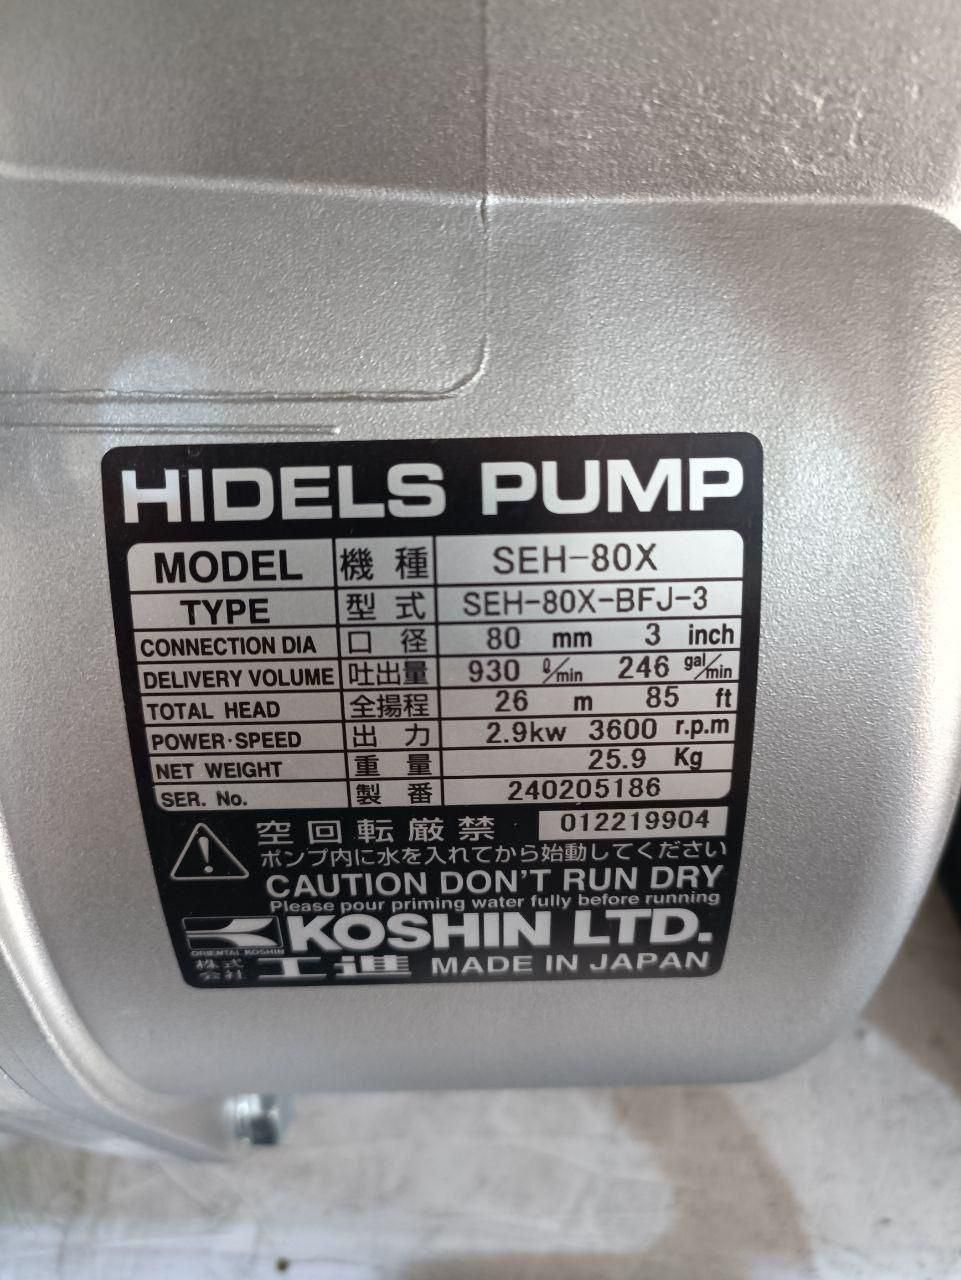 HIDELS PUMP
MODEL 機種 SEH-80X
TYPE 型式 SEH-80X-BFJ-3
CONNECTION DIA 口径 80 mm 3 inch
DELIVERY VOLUME 吐出量 930 ℓ/min 246 gal/min
TOTAL HEAD 全揚程 26 m 85 ft
POWER·SPEED 出力 2.9kw 3600 r.p.m
NET WEIGHT 重量 25.9 Kg
SER. No. 製番 240205186
空回転厳禁 012219904
ポンプ内に水を入れてから始動してください
CAUTION DON'T RUN DRY
Please pour priming water fully before running
KOSHIN LTD.
ORIENTAL KOSHIN
株式会社 工進 MADE IN JAPAN